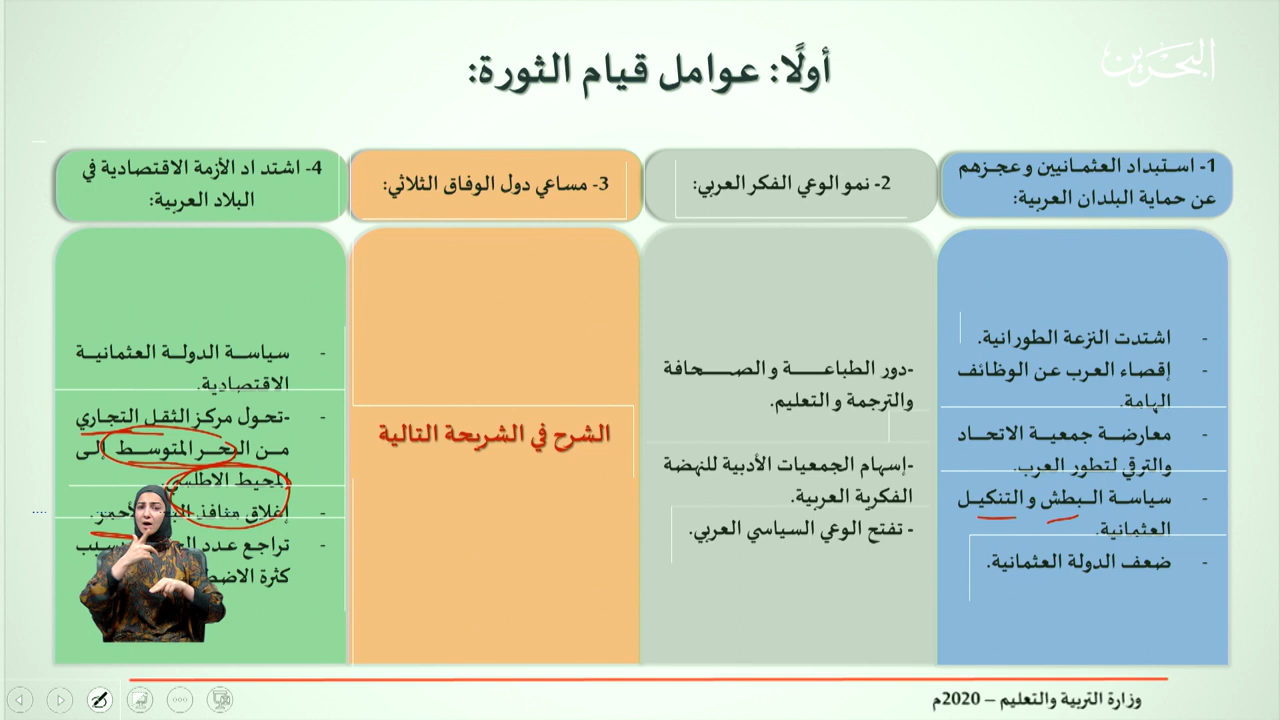 البحرين
أولًا: عوامل قيام الثورة:
1- استبداد العثمانيين وعجزهم
عن حماية البلدان العربية:
- اشتدت النزعة الطورانية.
- إقصاء العرب عن الوظائف
الهامة.
- معارضة جمعية الاتحاد
والترقي لتطور العرب.
- سياسة البطش والتنكيل
العثمانية.
- ضعف الدولة العثمانية.
2- نمو الوعي الفكر العربي:
-دور الطباعة والصحافة
والترجمة والتعليم.
-إسهام الجمعيات الأدبية للنهضة
الفكرية العربية.
- تفتح الوعي السياسي العربي.
3- مساعي دول الوفاق الثلاثي:
الشرح في الشريحة التالية
4- اشتد اد الأزمة الاقتصادية في
البلاد العربية:
- سياسة الدولة العثمانية
الاقتصادية.
- -تحول مركز الثقل التجاري
من البحر المتوسط إلى
المحيط الاطلسي.
- إغلاق منافذ
- تراجع عدد
كثرة
وزارة التربية والتعليم – 2020م